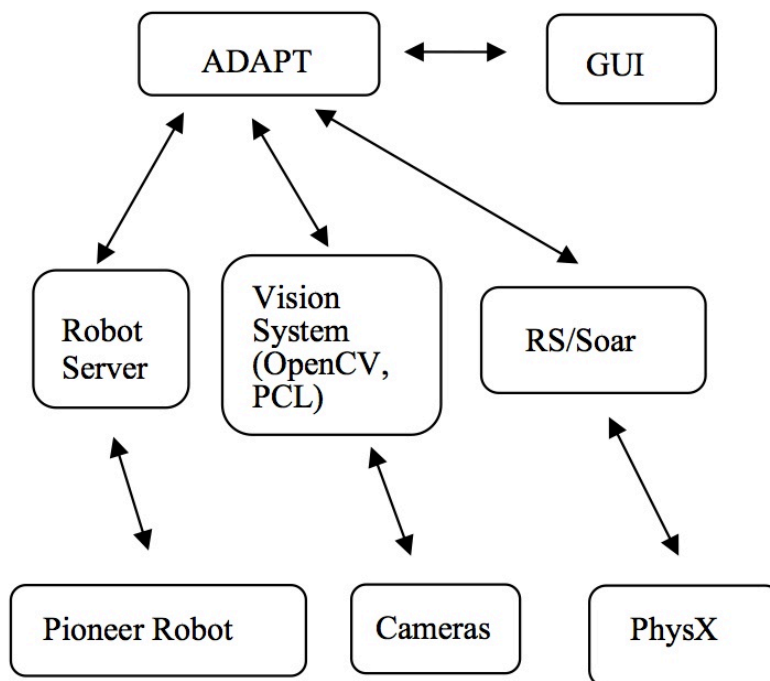 ADAPT
GUI
Robot
Server
Vision
System
(OpenCV,
PCL)
RS/Soar
Pioneer Robot
Cameras
PhysX